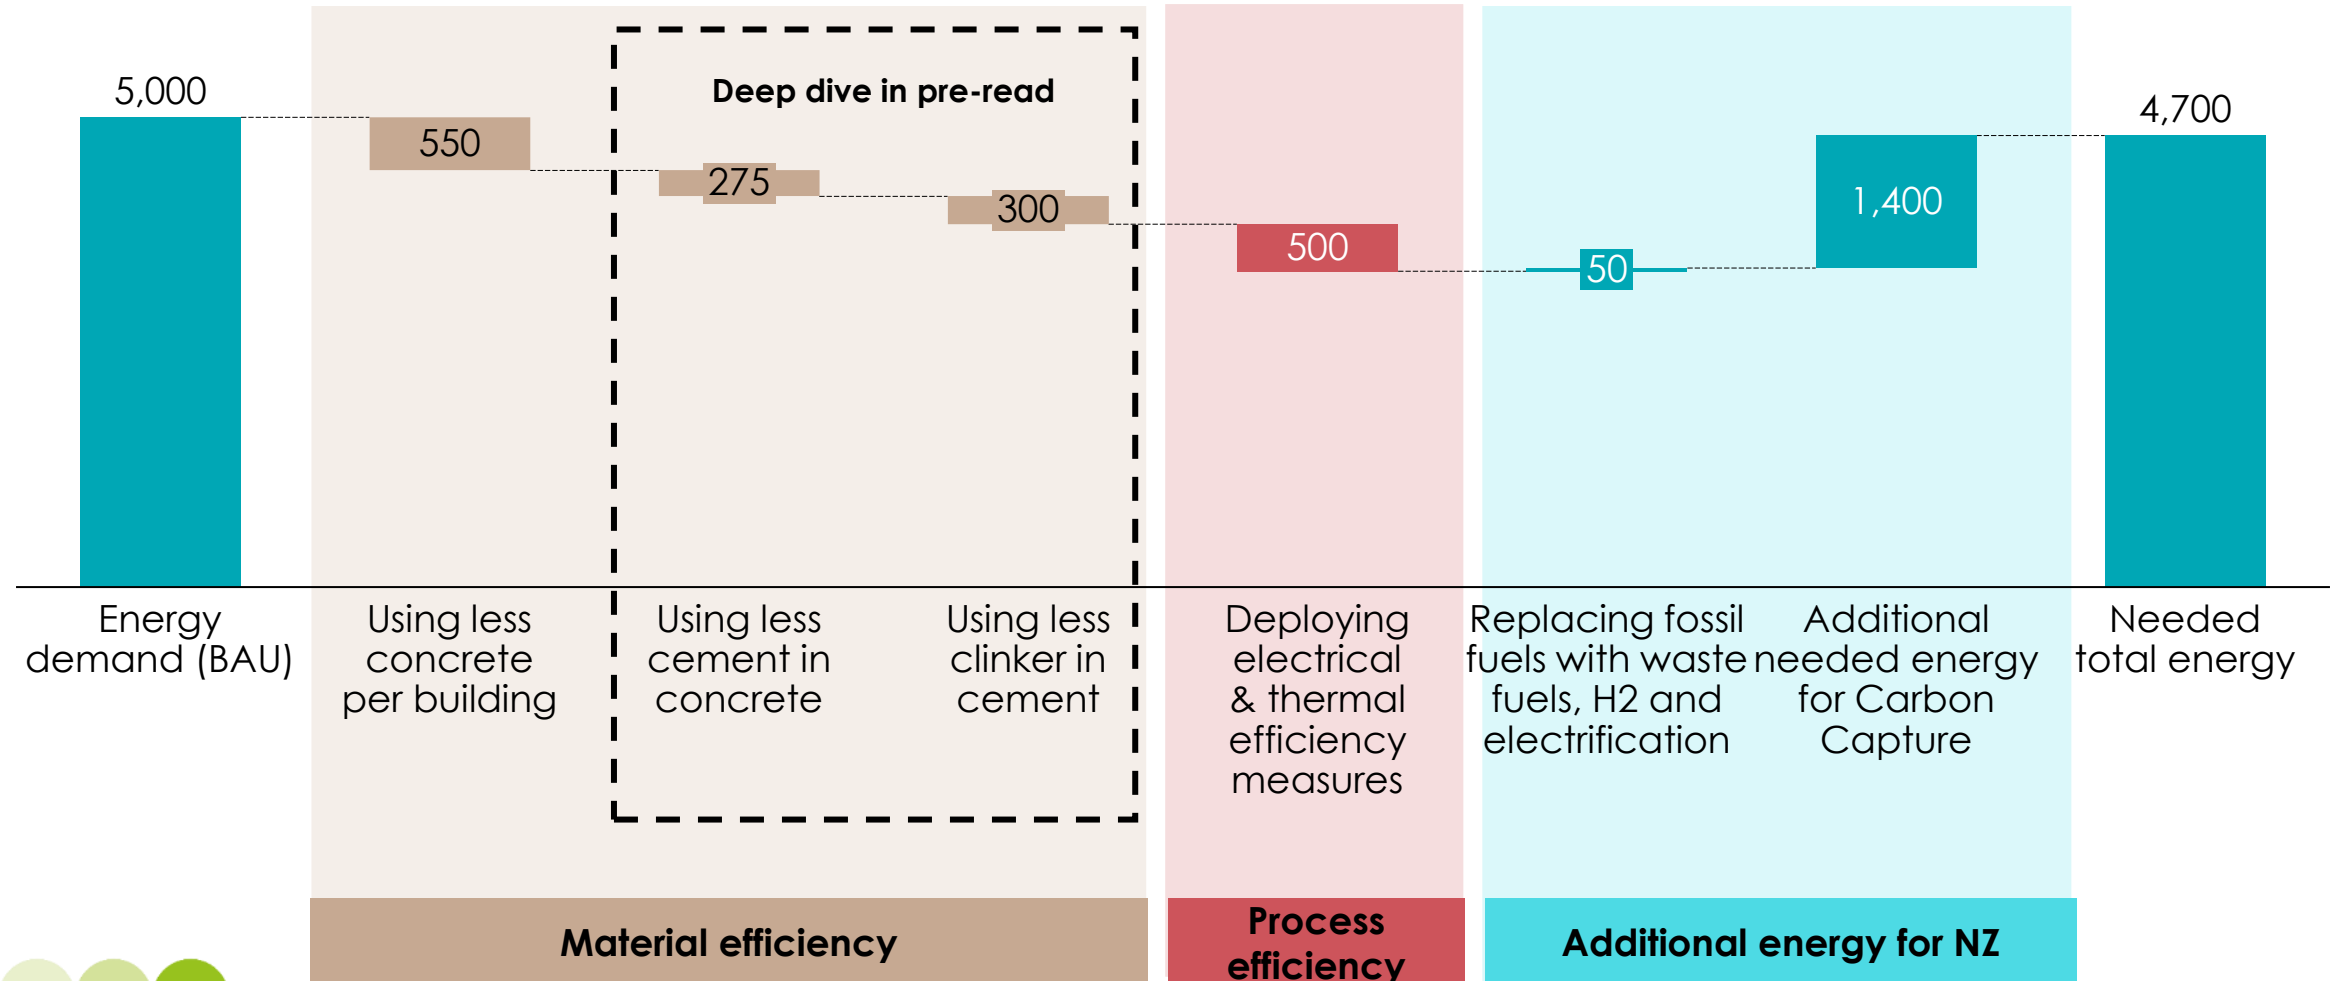 Deep dive in pre-read
5,000
550
275
300
500
50
1,400
4,700
Energy
demand (BAU)
Using less
concrete
per building
Using less
cement in
concrete
Using less
clinker in
cement
Deploying
electrical
& thermal
efficiency
measures
Replacing fossil
fuels with waste
fuels, H2 and
electrification
Additional
needed energy
for Carbon
Capture
Needed
total energy
Material efficiency
Process
efficiency
Additional energy for NZ